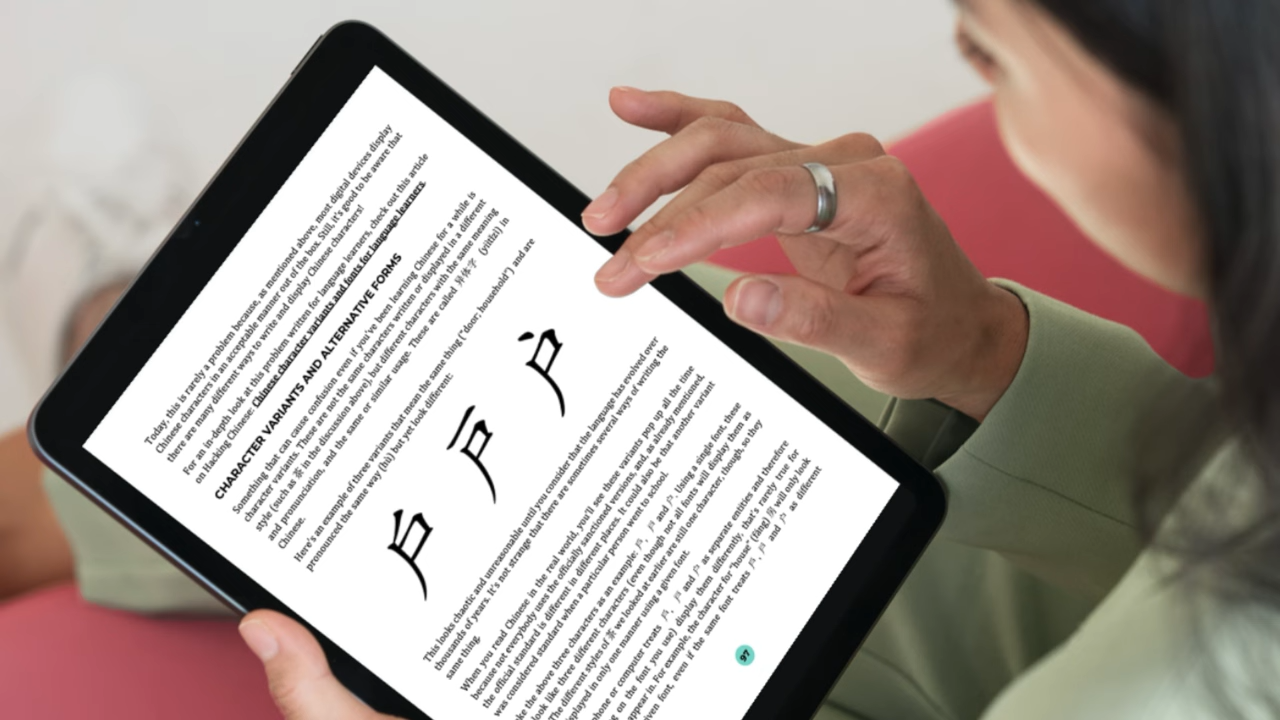 Today, this is rarely a problem because, as mentioned above, most digital devices display
Chinese characters in an acceptable manner out of the box. Still, it's good to be aware that
there are many different ways to write and display Chinese characters!
For an in-depth look at this problem written for language learners, check out this article
on Hacking Chinese: Chinese character variants and fonts for language learners.
CHARACTER VARIANTS AND ALTERNATIVE FORMS
Something that can cause confusion even if you've been learning Chinese for a while is
character variants. These are not the same characters written or displayed in a different
style (such as in the discussion above), but different characters with the same meaning
and pronunciation, and the same or similar usage. These are called 异体字 (yìtǐzì) in
Chinese.
Here's an example of three variants that mean the same thing ("door; household") and are
pronounced the same way (hù) but yet look different:
戶 戸 户
This looks chaotic and unreasonable until you consider that the language has evolved over
thousands of years. It's not strange that there are sometimes several ways of writing the
same thing.
When you read Chinese in the real world, you'll see these variants pop up all the time
because not everybody uses the officially sanctioned versions, and, as already mentioned,
the official standard is different in different places. It could also be that another variant
was considered standard when a particular person went to school.
ke the above three characters as an example: and Using a single font, these
look like three different characters (even though not all fonts will display them as
The different styles of we looked at earlier are still one character, though, so they
splayed in only one manner using a given font.
phone or computer treats and as separate entities and therefore
ng on the font you use) display them differently, that's rarely true for
appear in. For example, the character for "house" (fáng) 房 will only look
given font, even if the same font treats and as different
97